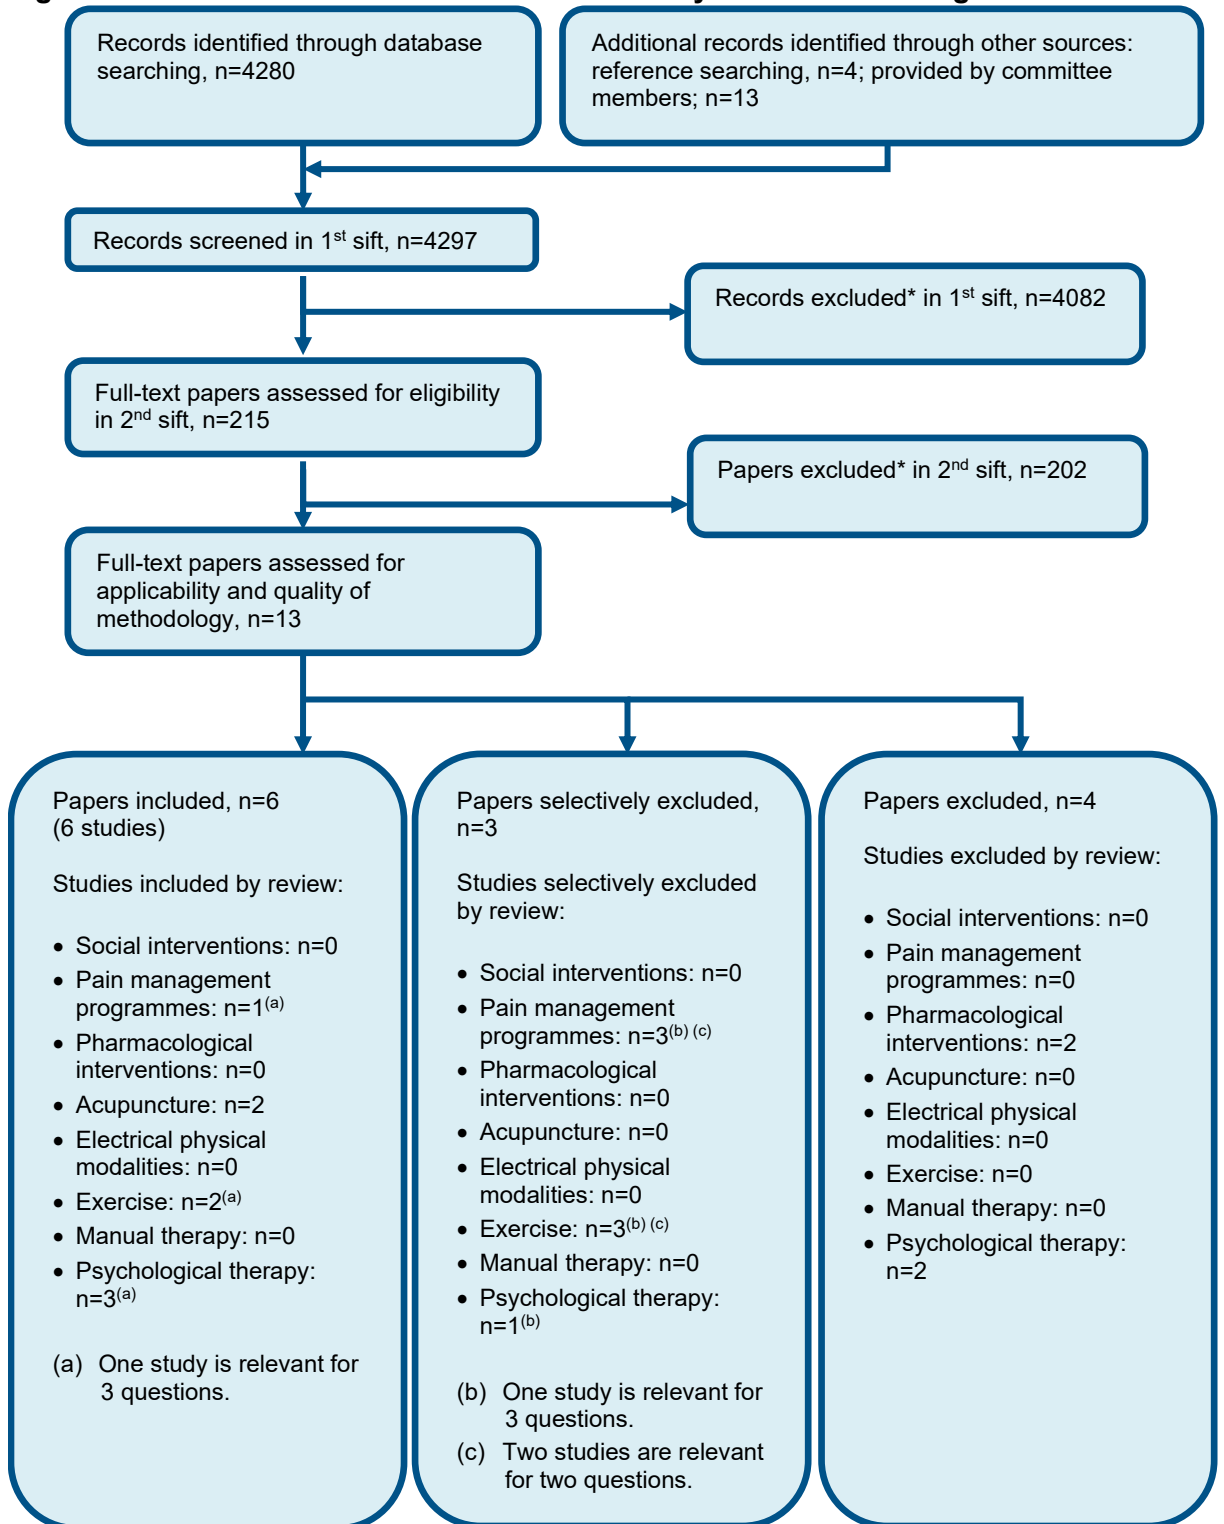 Records identified through database
searching, n=4280
Additional records identified through other sources:
reference searching, n=4; provided by committee
members; n=13
Records screened in 1st sift, n=4297
Records excluded* in 1st sift, n=4082
Full-text papers assessed for eligibility
in 2nd sift, n=215
Papers excluded* in 2nd sift, n=202
Full-text papers assessed for
applicability and quality of
methodology, n=13
Papers included, n=6
(6 studies)
Studies included by review:
• Social interventions: n=0
• Pain management
programmes: n=1(a)
• Pharmacological
interventions: n=0
• Acupuncture: n=2
• Electrical physical
modalities: n=0
• Exercise: n=2(a)
• Manual therapy: n=0
• Psychological therapy:
n=3(a)
(a) One study is relevant for
3 questions.
Papers selectively excluded,
n=3
Studies selectively excluded
by review:
• Social interventions: n=0
• Pain management
programmes: n=3(b) (c)
• Pharmacological
interventions: n=0
• Acupuncture: n=0
• Electrical physical
modalities: n=0
• Exercise: n=3(b) (c)
• Manual therapy: n=0
• Psychological therapy:
n=1(b)
(b) One study is relevant for
3 questions.
(c) Two studies are relevant
for two questions.
Papers excluded, n=4
Studies excluded by review:
• Social interventions: n=0
• Pain management
programmes: n=0
• Pharmacological
interventions: n=2
• Acupuncture: n=0
• Electrical physical
modalities: n=0
• Exercise: n=0
• Manual therapy: n=0
• Psychological therapy:
n=2